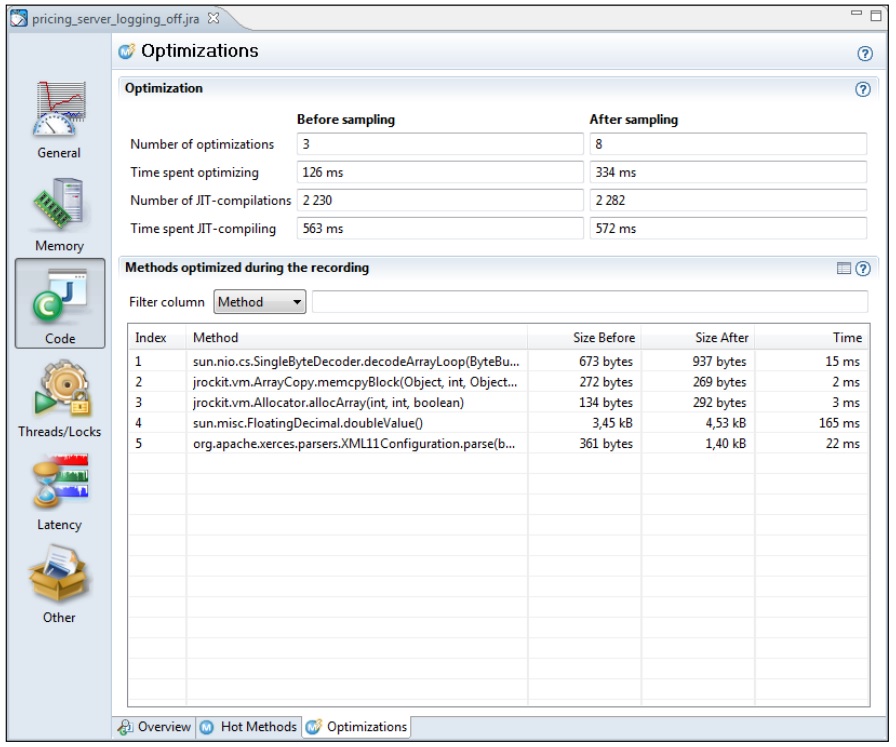 pricing_server_logging_off.jra
Optimizations
Optimization
Before sampling After sampling
Number of optimizations 3 8
Time spent optimizing 126 ms 334 ms
Number of JIT-compilations 2 230 2 282
Time spent JIT-compiling 563 ms 572 ms
Methods optimized during the recording
Filter column Method
Index Method Size Before Size After Time
1 sun.nio.cs.SingleByteDecoder.decodeArrayLoop(ByteBu... 673 bytes 937 bytes 15 ms
2 jrockit.vm.ArrayCopy.memcpyBlock(Object, int, Object... 272 bytes 269 bytes 2 ms
3 jrockit.vm.Allocator.allocArray(int, int, boolean) 134 bytes 292 bytes 3 ms
4 sun.misc.FloatingDecimal.doubleValue() 3,45 kB 4,53 kB 165 ms
5 org.apache.xerces.parsers.XML11Configuration.parse(b... 361 bytes 1,40 kB 22 ms
General
Memory
Code
Threads/Locks
Latency
Other
Overview Hot Methods Optimizations